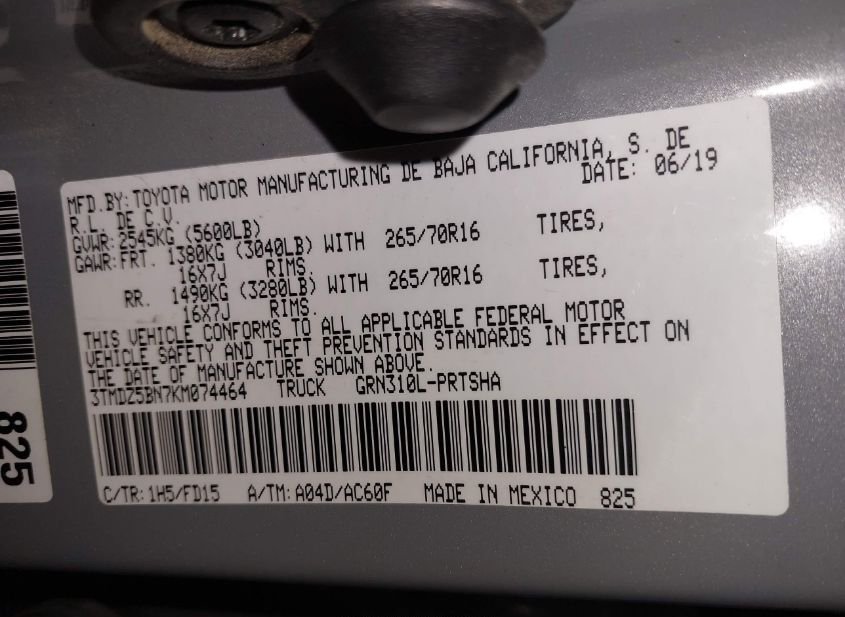 MFD.BY:TOYOTA MOTOR MANUFACTURING DE BAJA CALIFORNIA, S. DE
R.L. DE C.V. DATE: 06/19
GVWR:2545KG (5600LB)
GAWR:FRT. 1380KG (3040LB) WITH 265/70R16 TIRES,
16X7J RIMS.
RR. 1490KG (3280LB) WITH 265/70R16 TIRES,
16X7J RIMS.
THIS VEHICLE CONFORMS TO ALL APPLICABLE FEDERAL MOTOR
VEHICLE SAFETY AND THEFT PREVENTION STANDARDS IN EFFECT ON
THE DATE OF MANUFACTURE SHOWN ABOVE.
3TMDZ5BN7KM074464 TRUCK GRN310L-PRTSHA
C/TR:1H5/FD15 A/TM:A04D/AC60F MADE IN MEXICO 825
825